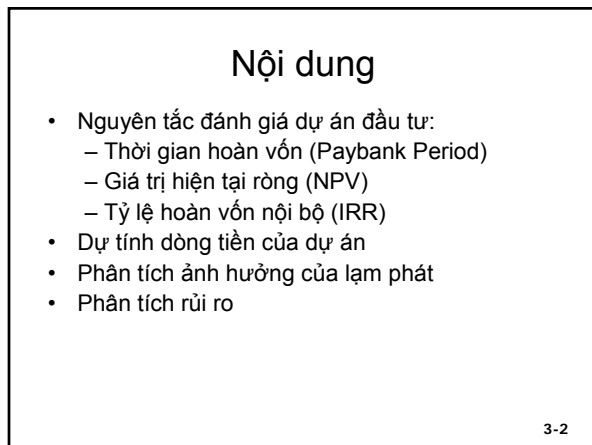 Nội dung
• Nguyên tắc đánh giá dự án đầu tư:
– Thời gian hoàn vốn (Paybank Period)
– Giá trị hiện tại ròng (NPV)
– Tỷ lệ hoàn vốn nội bộ (IRR)
• Dự tính dòng tiền của dự án
• Phân tích ảnh hưởng của lạm phát
• Phân tích rủi ro
3-2